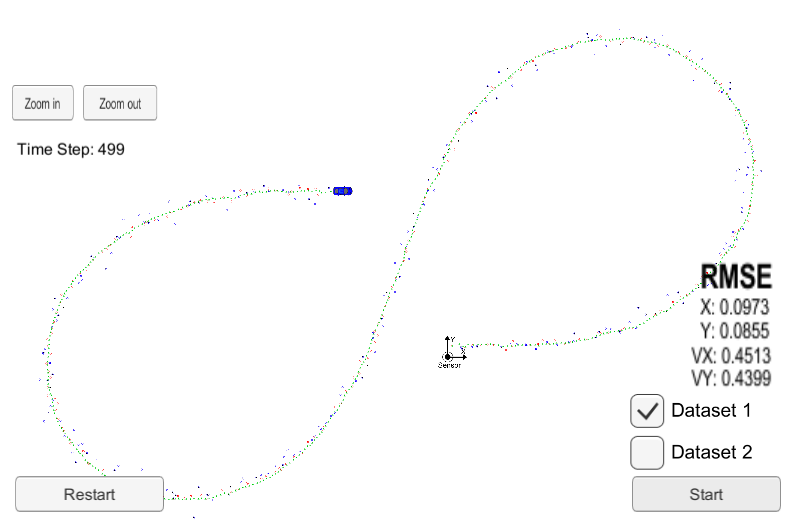 Zoom in
Zoom out
Time Step: 499
Y
X
Sensor
RMSE
X: 0.0973
Y: 0.0855
VX: 0.4513
VY: 0.4399
Dataset 1
Dataset 2
Restart
Start